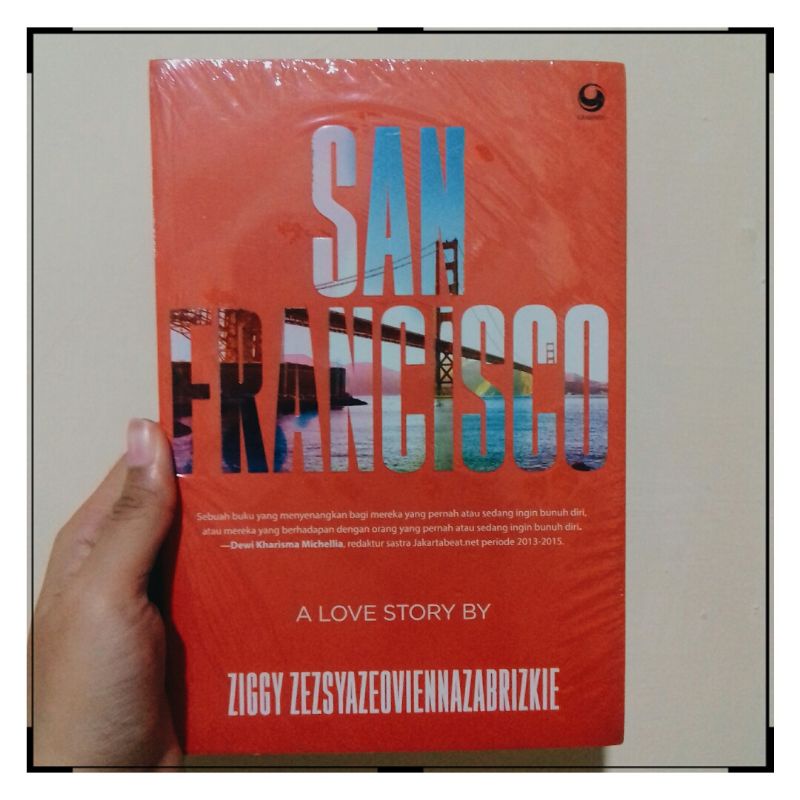 SAN
FRANCISCO
Sebuah buku yang menyenangkan bagi mereka yang pernah atau sedang ingin bunuh diri,
atau mereka yang berhadapan dengan orang yang pernah atau sedang ingin bunuh diri.
—Dewi Kharisma Michellia, redaktur sastra Jakartabeat.net periode 2013-2015.
A LOVE STORY BY
ZIGGY ZEZSYAZEOVIENNAZABRIZKIE